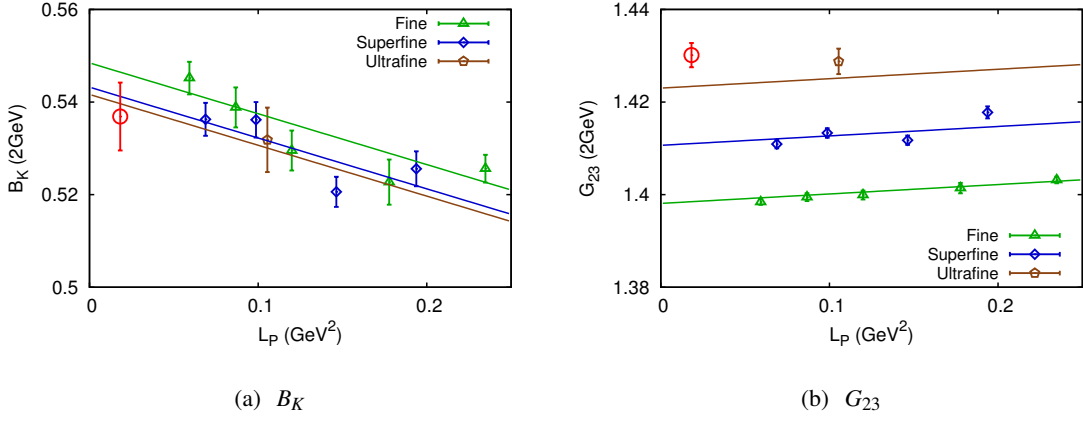 0.56
0.54
0.52
0.5
0
0.1
0.2
B_K (2GeV)
L_P (GeV^2)
Fine
Superfine
Ultrafine
1.44
1.42
1.4
1.38
0
0.1
0.2
G_23 (2GeV)
L_P (GeV^2)
Fine
Superfine
Ultrafine
(a) B_K
(b) G_23